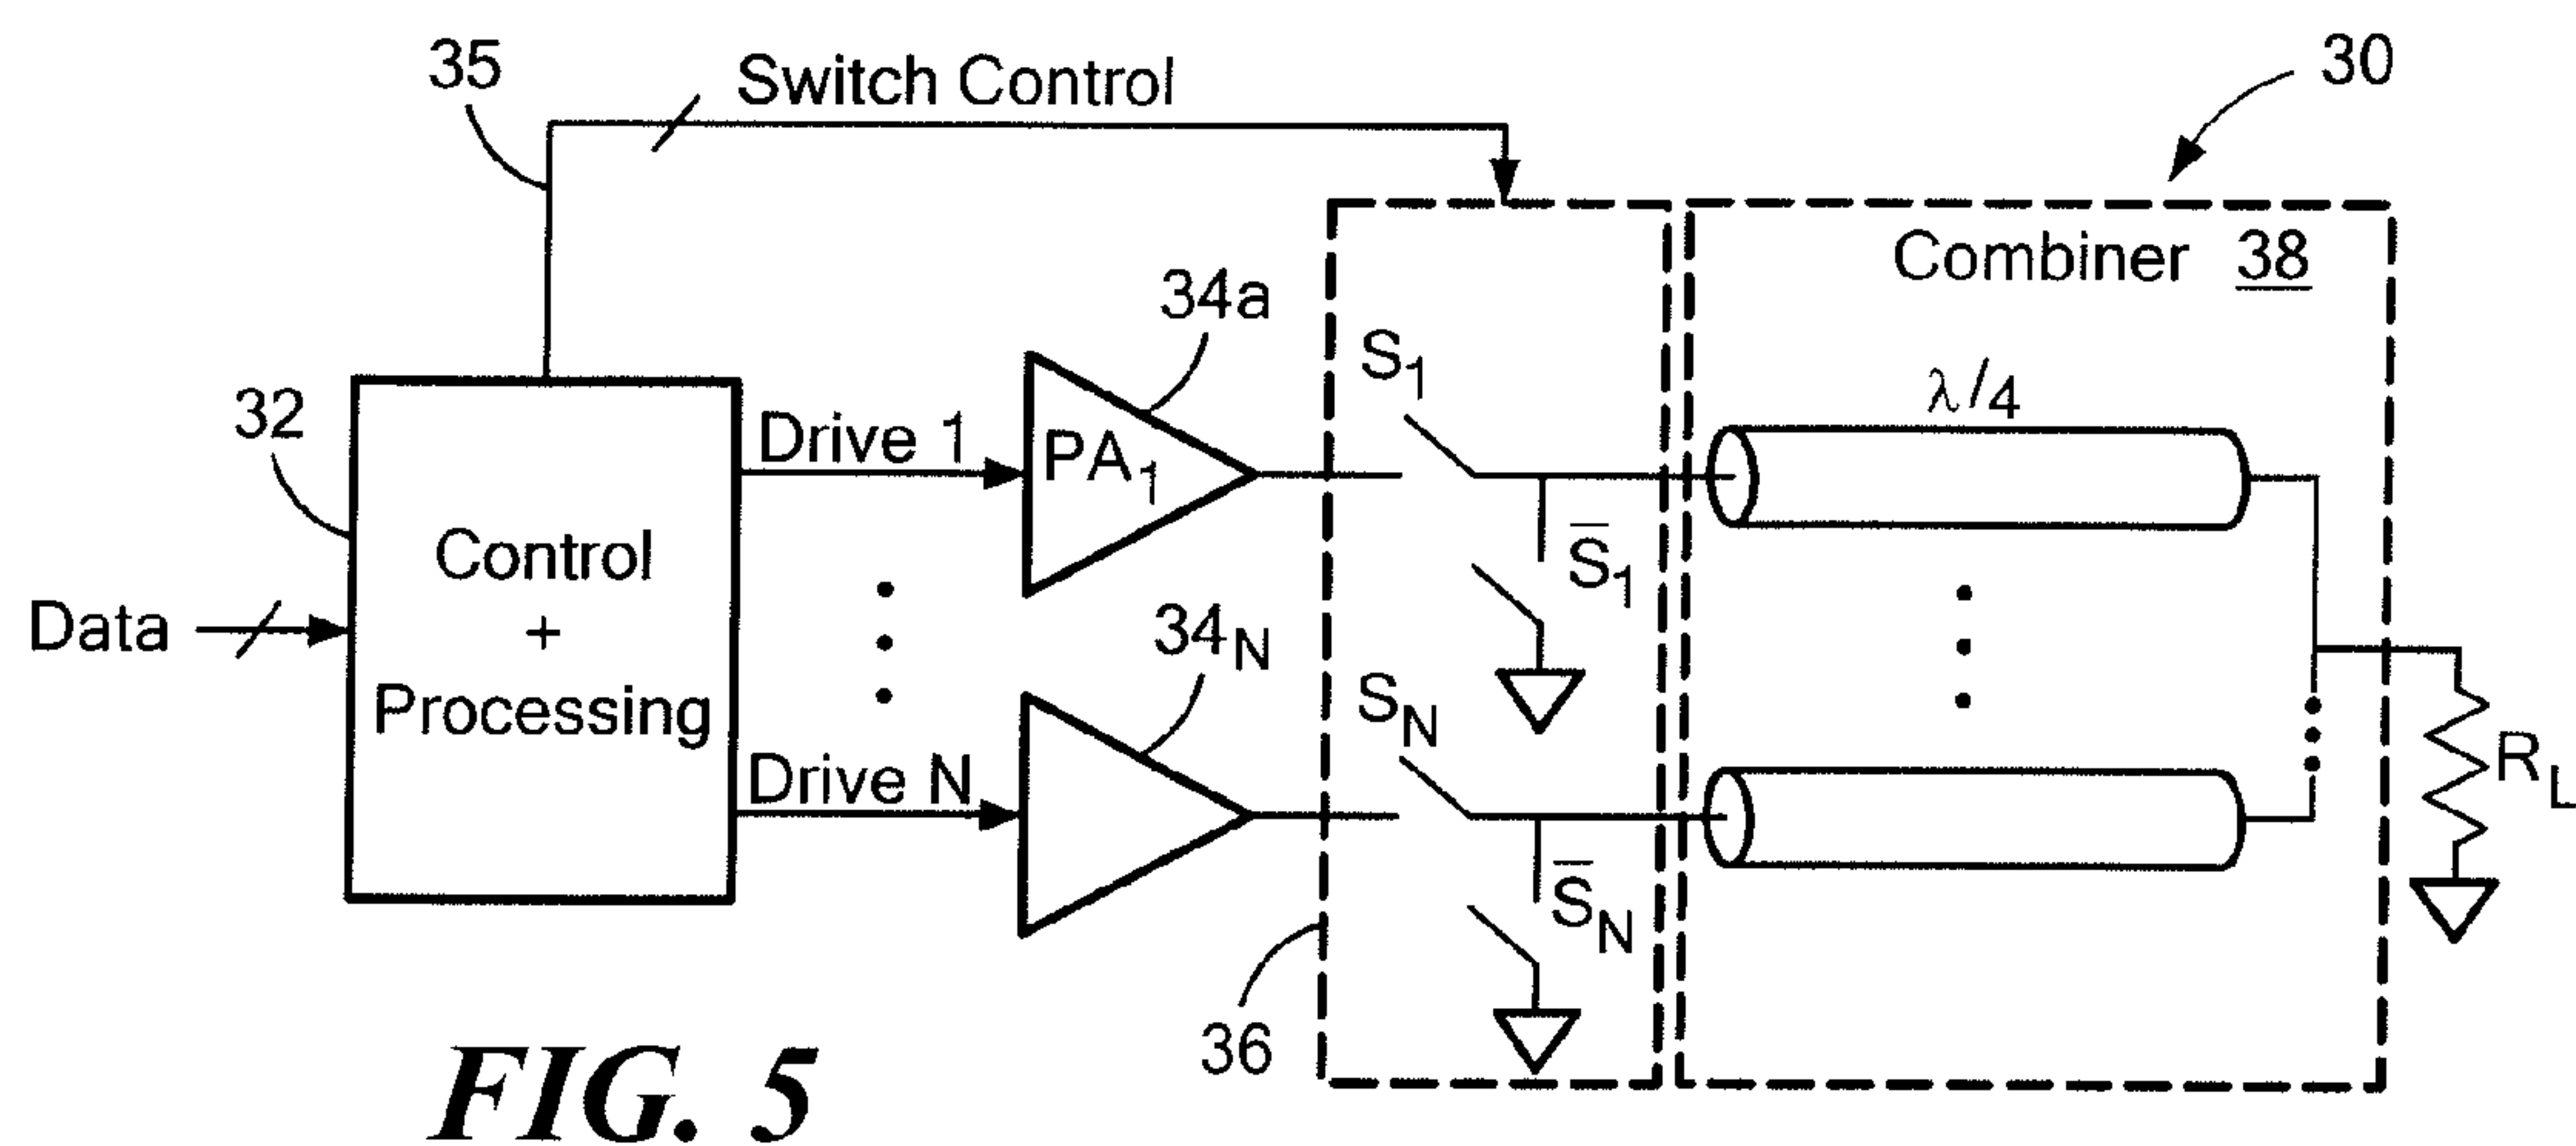 35
Switch Control
30
Combiner 38
34a
S₁
λ/4
32
Drive 1
PA₁
Control
+
Processing
S̅₁
Data
34N
SN
Drive N
S̅N
RL
36
FIG. 5